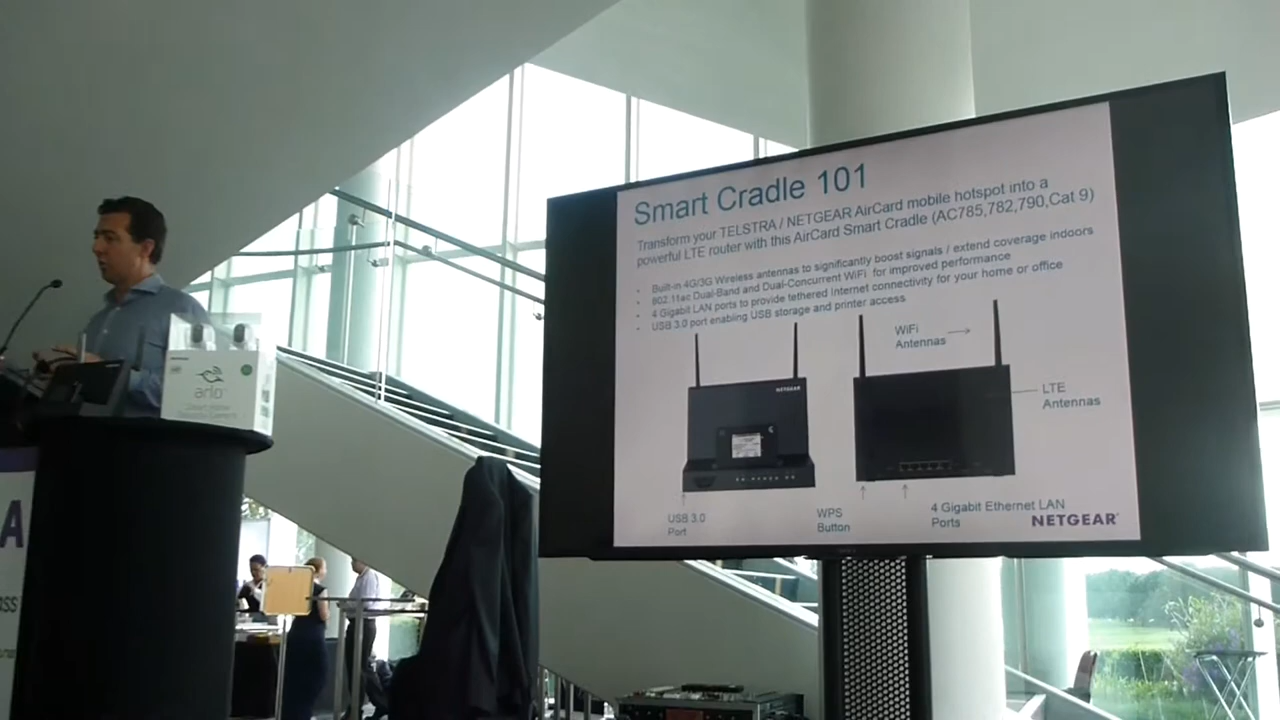 Smart Cradle 101
Transform your TELSTRA / NETGEAR AirCard mobile hotspot into a
powerful LTE router with this AirCard Smart Cradle (AC785,782,790,Cat 9)
• Built-in 4G/3G Wireless antennas to significantly boost signals / extend coverage indoors
• 802.11ac Dual-Band and Dual-Concurrent WiFi for improved performance
• 4 Gigabit LAN ports to provide tethered Internet connectivity for your home or office
• USB 3.0 port enabling USB storage and printer access
WiFi
Antennas
LTE
Antennas
NETGEAR
USB 3.0
Port
WPS
Button
4 Gigabit Ethernet LAN
Ports
NETGEAR
arlo
A